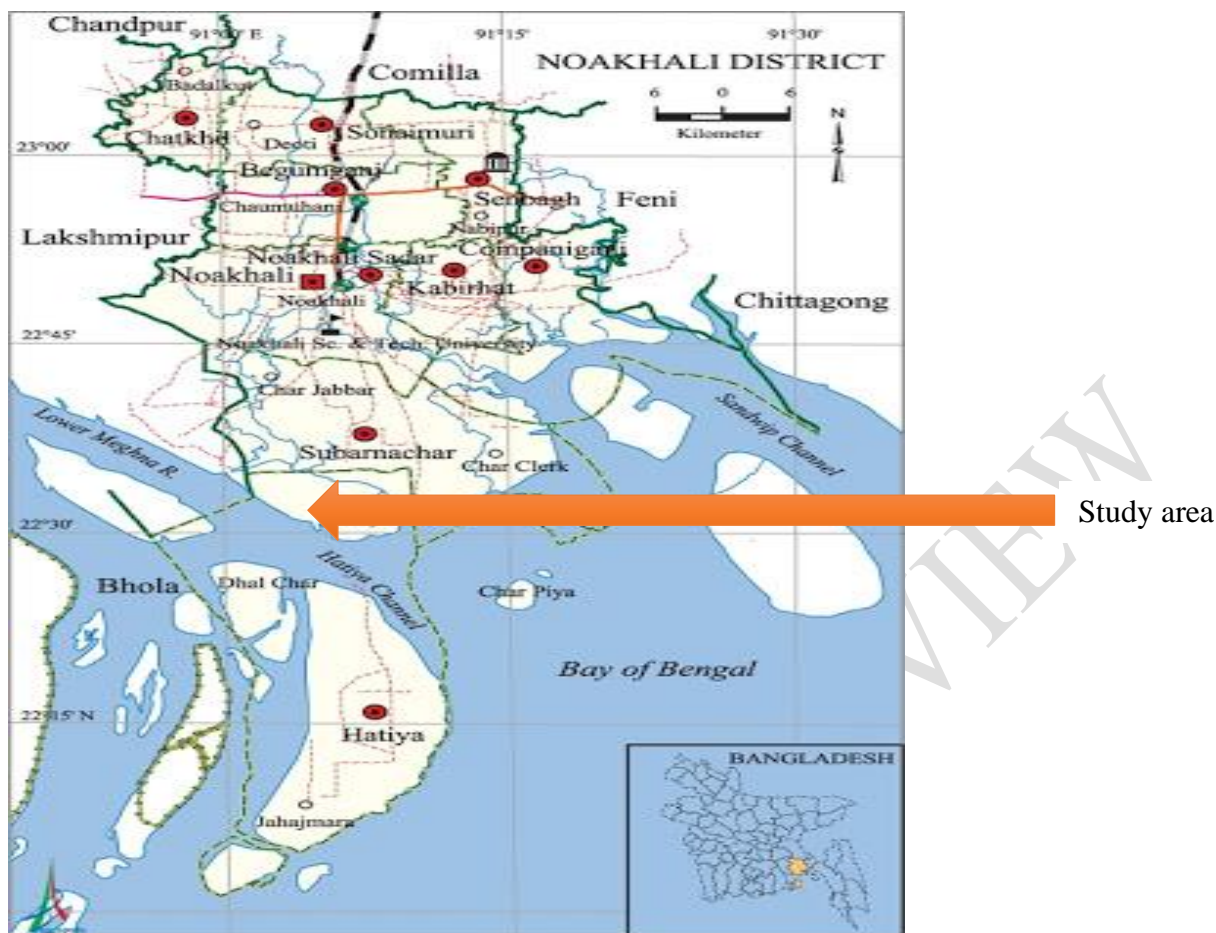 Chandpur
91°00' E
91°15'
91°30'
NOAKHALI DISTRICT
Comilla
6 0 6
Kilometer
N
Badalkut
Chatkhil
Deoti
Sonaimuri
23°00'
Begumganj
Chaumuhani
Senbagh
Feni
Nabipur
Lakshmipur
Noakhali Sadar
Companiganj
Noakhali
Kabirhat
Noakhali
Chittagong
22°45'
Noakhali Sc. & Tech. University
Char Jabbar
Lower Meghna R.
Sandwip Channel
Subarnachar
Char Clerk
Study area
22°30'
Hatiya Channel
Bhola
Dhal Char
Char Piya
Bay of Bengal
22°15' N
Hatiya
BANGLADESH
Jahajmara
VIEW